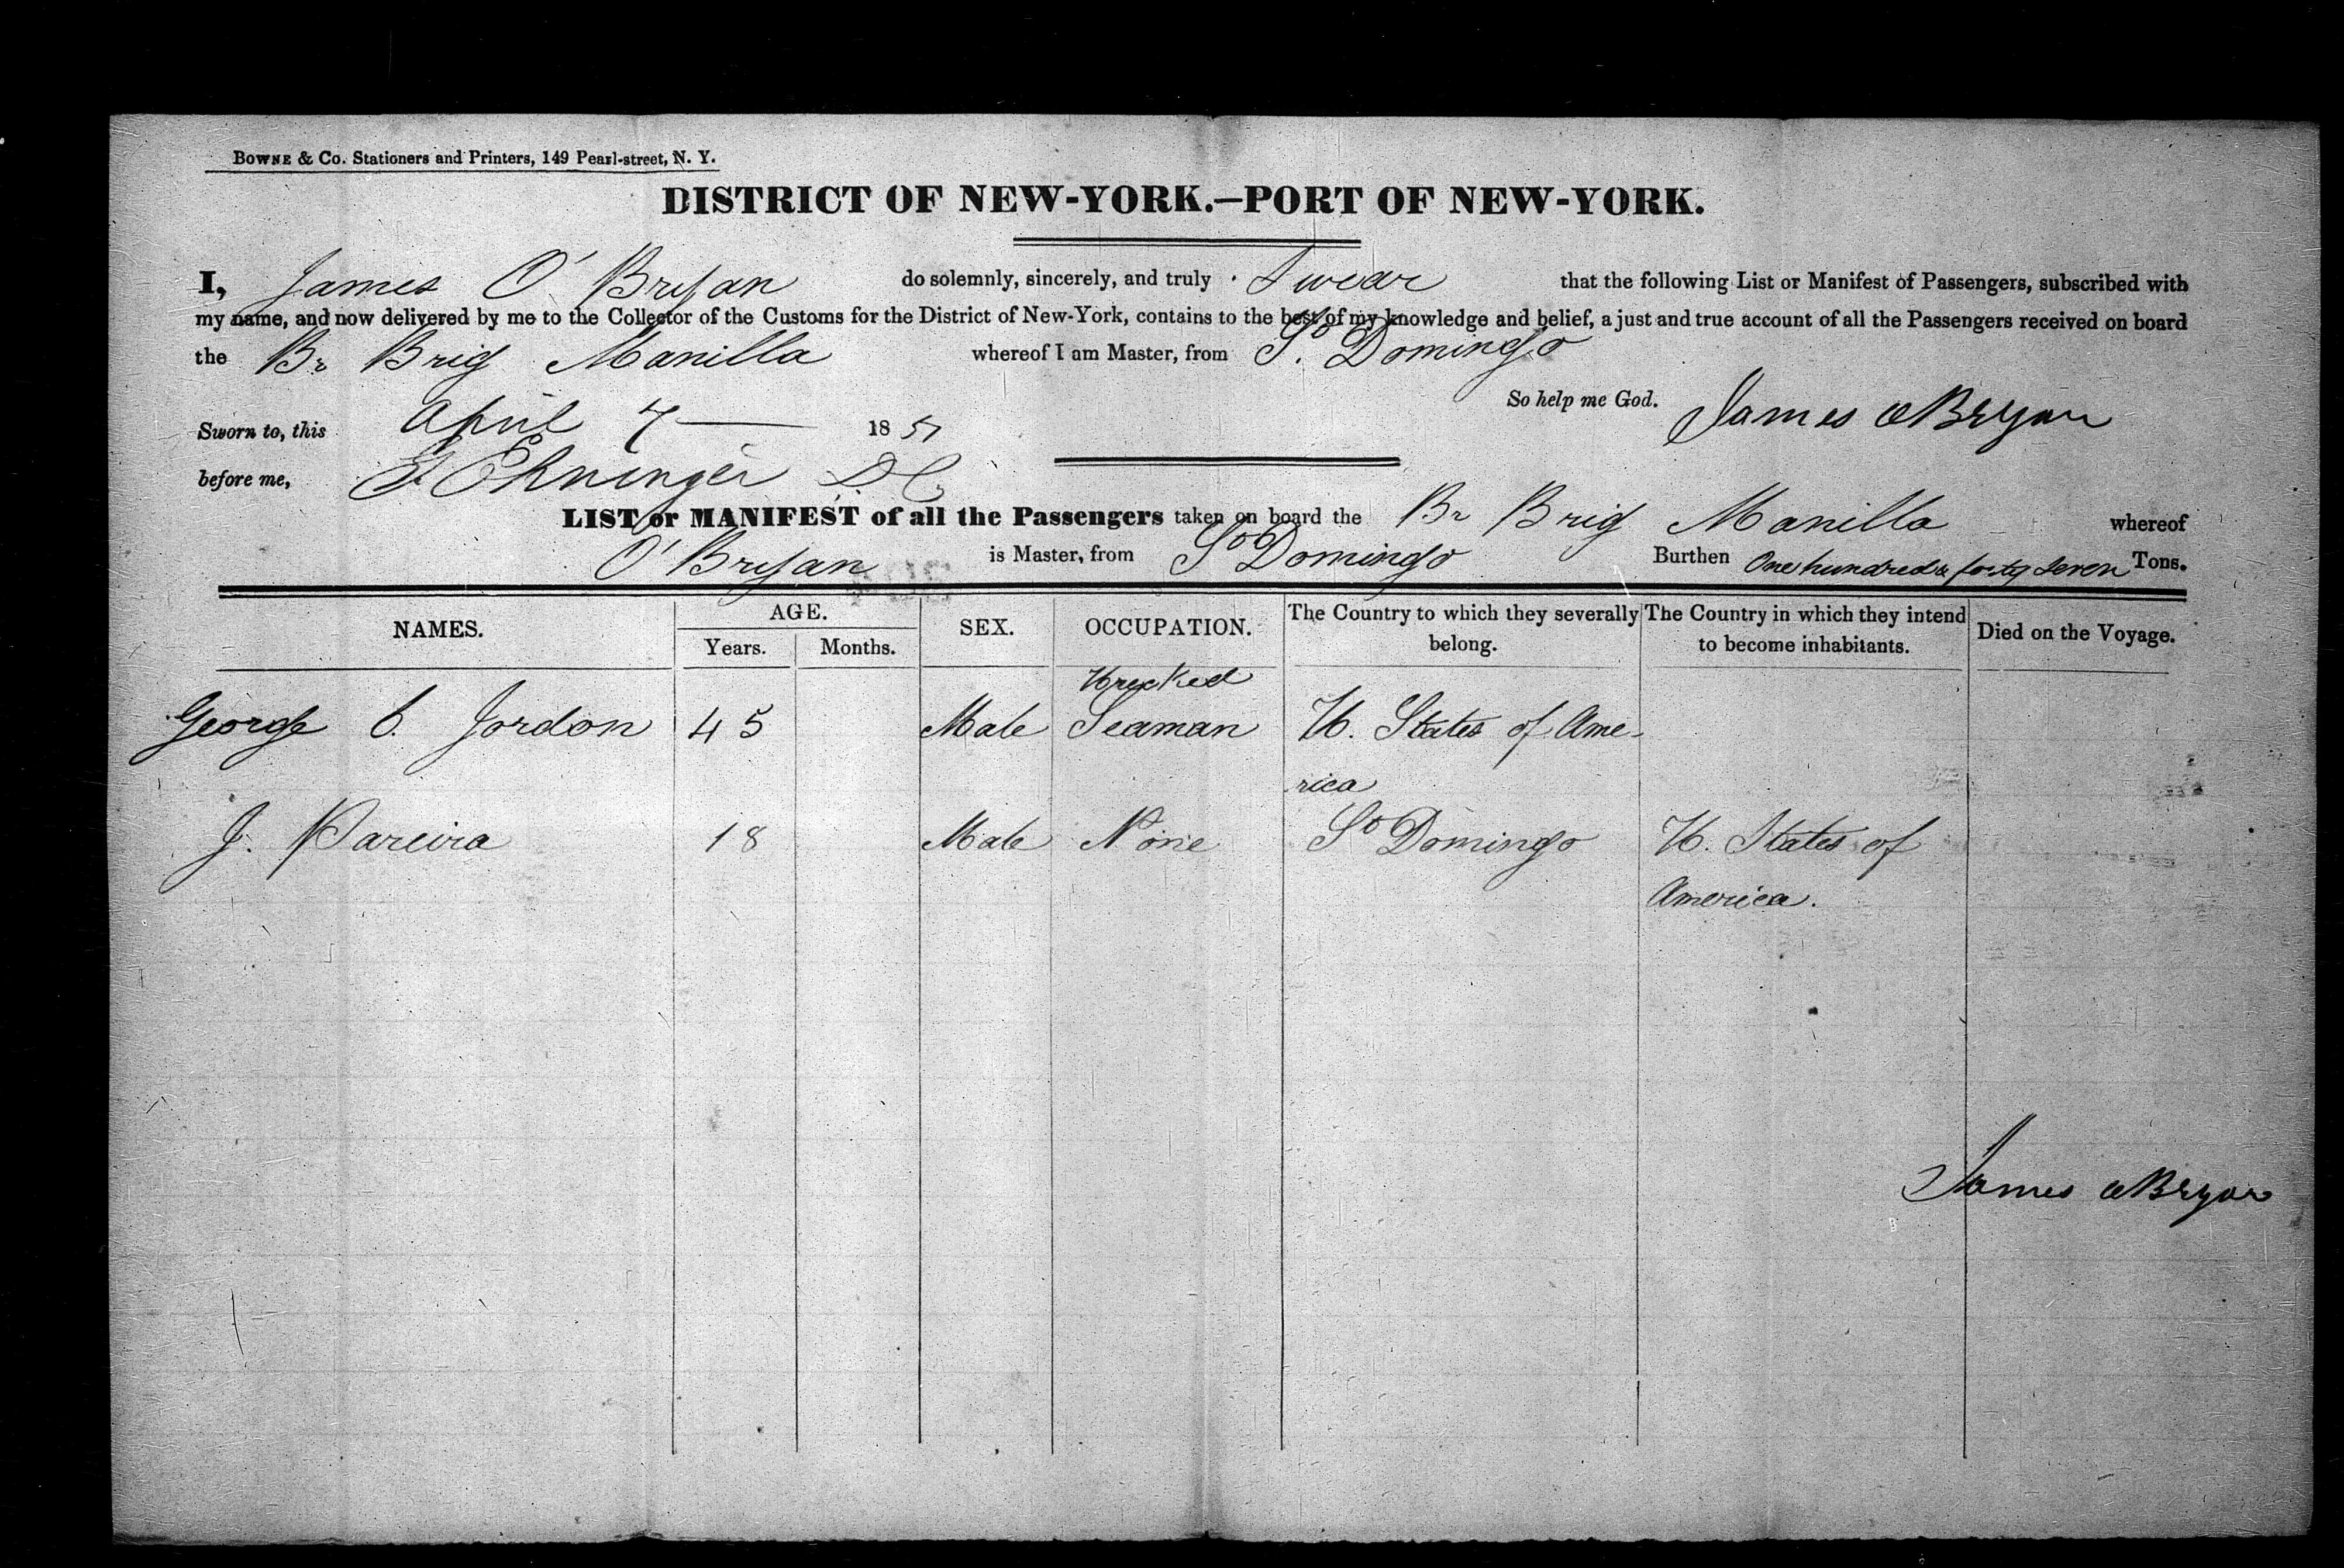 BOWNE & CO. Stationers and Printers, 149 Pearl-street, N. Y.
DISTRICT OF NEW-YORK.—PORT OF NEW-YORK.
I, James O' Bryan do solemnly, sincerely, and truly Swear that the following List or Manifest of Passengers, subscribed with
my name, and now delivered by me to the Collector of the Customs for the District of New-York, contains to the best of my knowledge and belief, a just and true account of all the Passengers received on board
the Br Brig Manilla whereof I am Master, from St. Domingo
So help me God. James OBryan
Sworn to, this April 7 — 1851
before me, Ehninger D C
LIST or MANIFEST of all the Passengers taken on board the Br Brig Manilla whereof
O' Bryan is Master, from St Domingo Burthen One hundred & forty seven Tons.
NAMES. AGE. SEX. OCCUPATION. The Country to which they severally belong. The Country in which they intend to become inhabitants. Died on the Voyage.
Years. Months.
Wrecked
George C. Jordon 45 Male Seaman U. States of Ame-
rica
J. Pareira 18 Male None St Domingo U. States of
America.
James OBryan